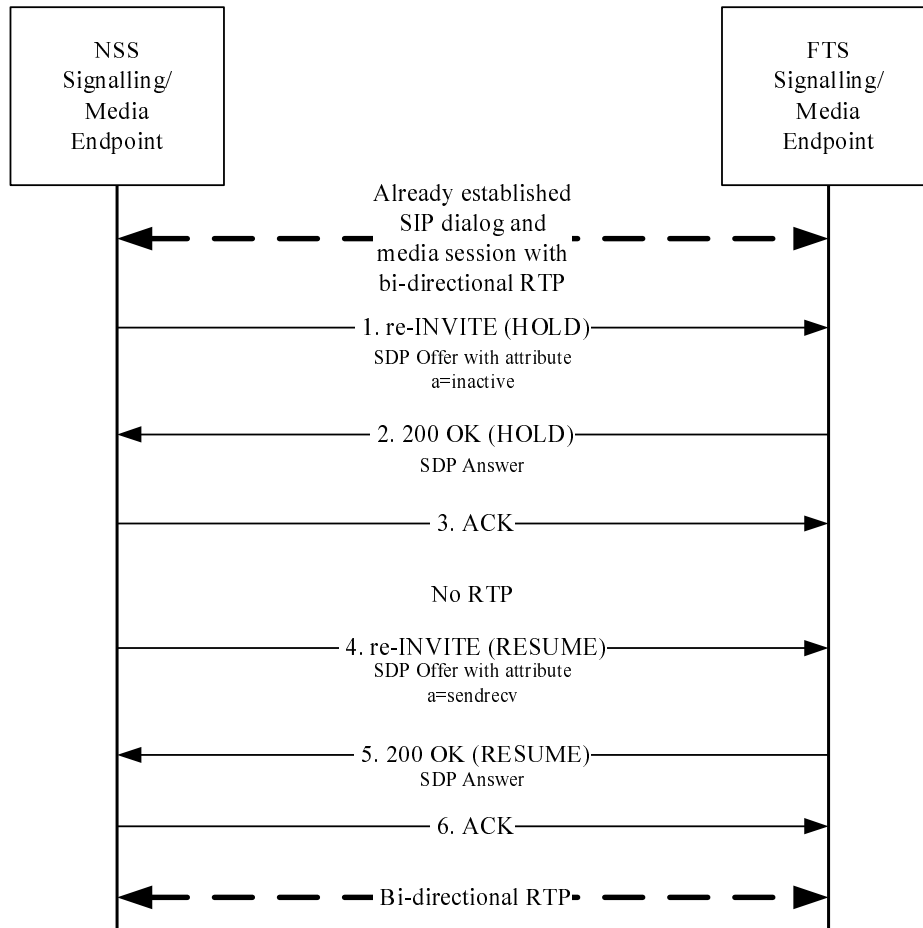 NSS
Signalling/
Media
Endpoint
FTS
Signalling/
Media
Endpoint
Already established
SIP dialog and
media session with
bi-directional RTP
1. re-INVITE (HOLD)
SDP Offer with attribute
a=inactive
2. 200 OK (HOLD)
SDP Answer
3. ACK
No RTP
4. re-INVITE (RESUME)
SDP Offer with attribute
a=sendrecv
5. 200 OK (RESUME)
SDP Answer
6. ACK
Bi-directional RTP